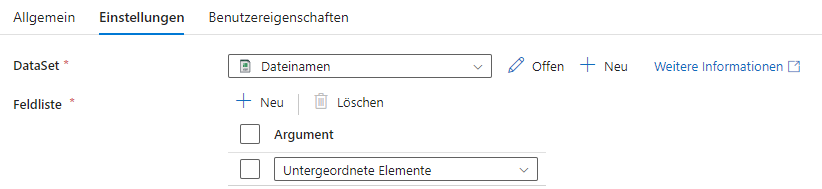 Allgemein Einstellungen Benutzereigenschaften
DataSet * Dateinamen Offen Neu Weitere Informationen
Feldliste * Neu Löschen
Argument
Untergeordnete Elemente